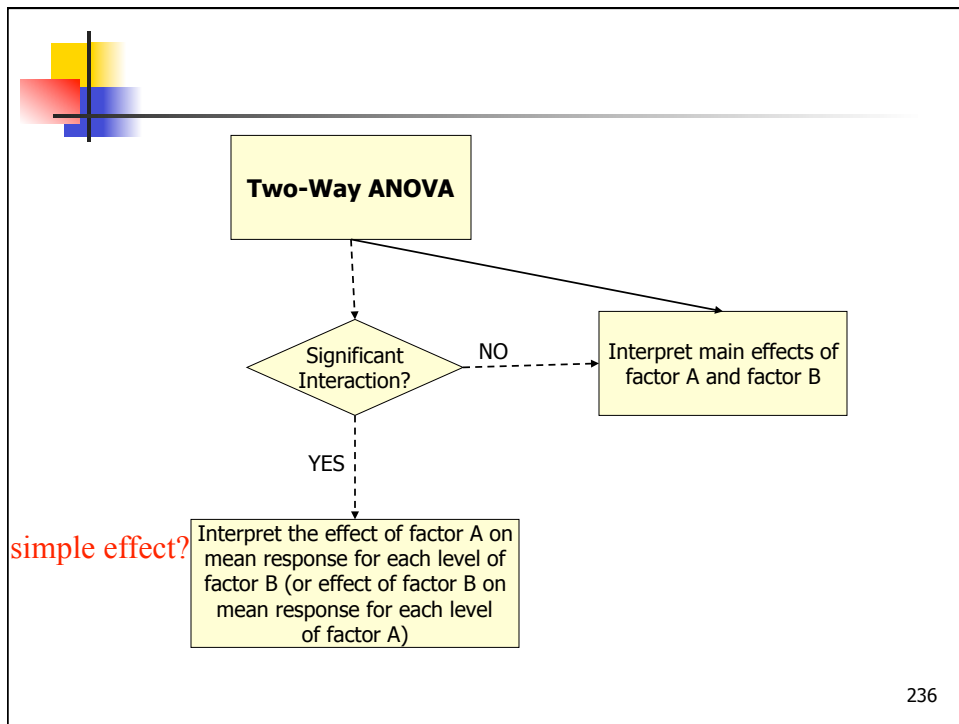 Two-Way ANOVA
Significant
Interaction?
NO
Interpret main effects of
factor A and factor B
YES
simple effect?
Interpret the effect of factor A on
mean response for each level of
factor B (or effect of factor B on
mean response for each level
of factor A)
236